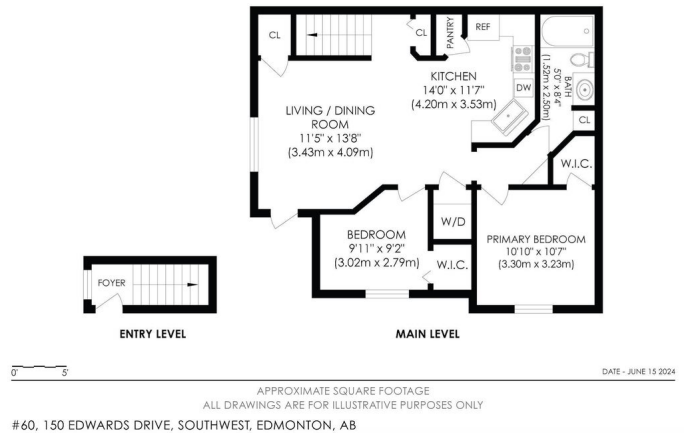 CL
CL
PANTRY
REF
KITCHEN
14'0" x 11'7"
(4.20m x 3.53m)
DW
BATH
5'0" x 8'4"
(1.52m x 2.50m)
CL
W.I.C.
LIVING / DINING
ROOM
11'5" x 13'8"
(3.43m x 4.09m)
W/D
BEDROOM
9'11" x 9'2"
(3.02m x 2.79m)
W.I.C.
PRIMARY BEDROOM
10'10" x 10'7"
(3.30m x 3.23m)
FOYER
ENTRY LEVEL
MAIN LEVEL
0' 5'
DATE - JUNE 15 2024
APPROXIMATE SQUARE FOOTAGE
ALL DRAWINGS ARE FOR ILLUSTRATIVE PURPOSES ONLY
#60, 150 EDWARDS DRIVE, SOUTHWEST, EDMONTON, AB